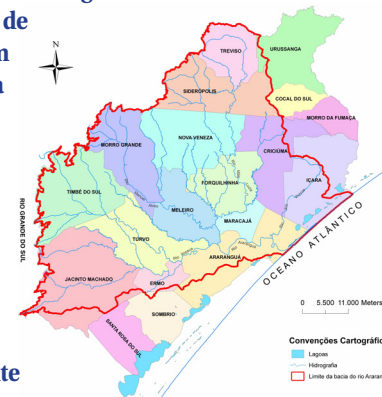 de
N
TREVISO
URUSSANGA
SIDERÓPOLIS
COCAL DO SUL
MORRO DA FUMAÇA
NOVA VENEZA
MORRO GRANDE
CRICIÚMA
IÇARA
FORQUILHINHA
TIMBÉ DO SUL
MELEIRO
MARACAJÁ
TURVO
ARARANGUÁ
RIO GRANDE DO SUL
JACINTO MACHADO
ERMO
SOMBRIO
SANTA ROSA DO SUL
OCEANO ATLÂNTICO
0 5.500 11.000 Meters
Convenções Cartográfic
Lagoas
Hidrografia
Limite da bacia do rio Ararar
te